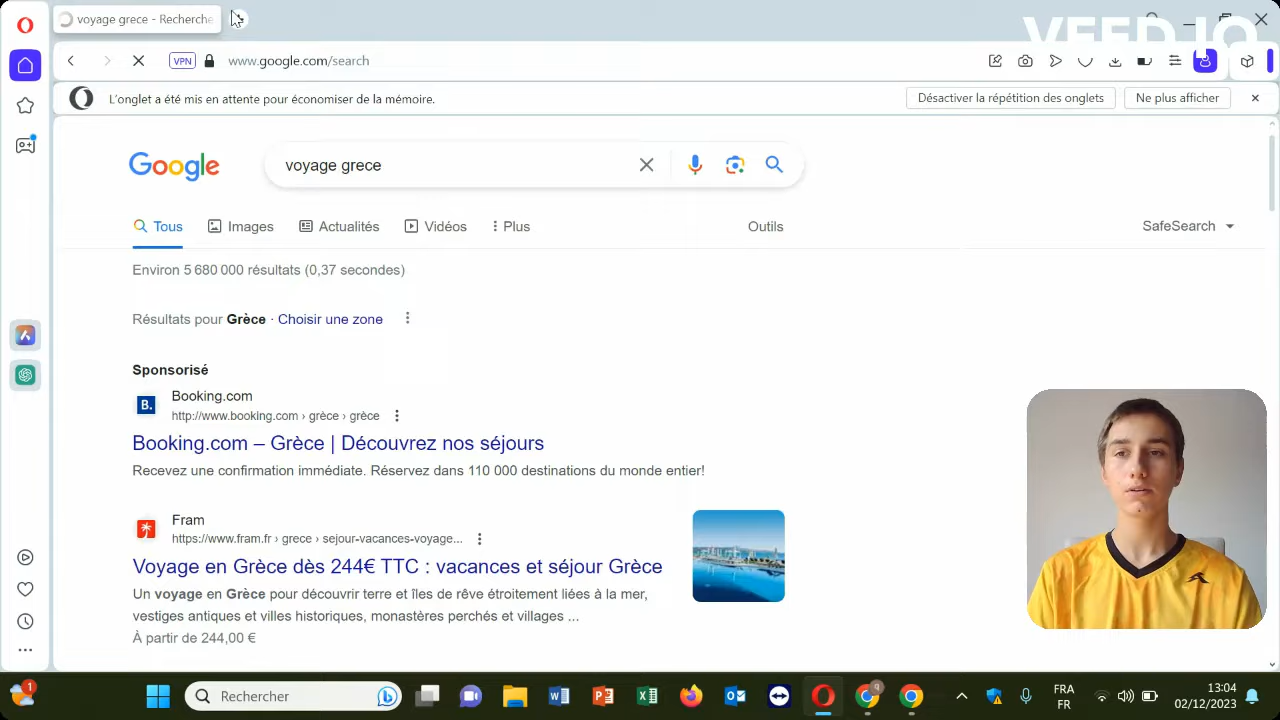 voyage grece - Recherche
VEED.IO
VPN
www.google.com/search
L'onglet a été mis en attente pour économiser de la mémoire.
Désactiver la répétition des onglets
Ne plus afficher
Google
voyage grece
Tous
Images
Actualités
Vidéos
Plus
Outils
SafeSearch
Environ 5 680 000 résultats (0,37 secondes)
Résultats pour Grèce · Choisir une zone
Sponsorisé
B.
Booking.com
http://www.booking.com › grèce › grèce
Booking.com – Grèce | Découvrez nos séjours
Recevez une confirmation immédiate. Réservez dans 110 000 destinations du monde entier!
Fram
https://www.fram.fr › grece › sejour-vacances-voyage...
Voyage en Grèce dès 244€ TTC : vacances et séjour Grèce
Un voyage en Grèce pour découvrir terre et îles de rêve étroitement liées à la mer,
vestiges antiques et villes historiques, monastères perchés et villages ...
À partir de 244,00 €
1
Rechercher
FRA
FR
13:04
02/12/2023